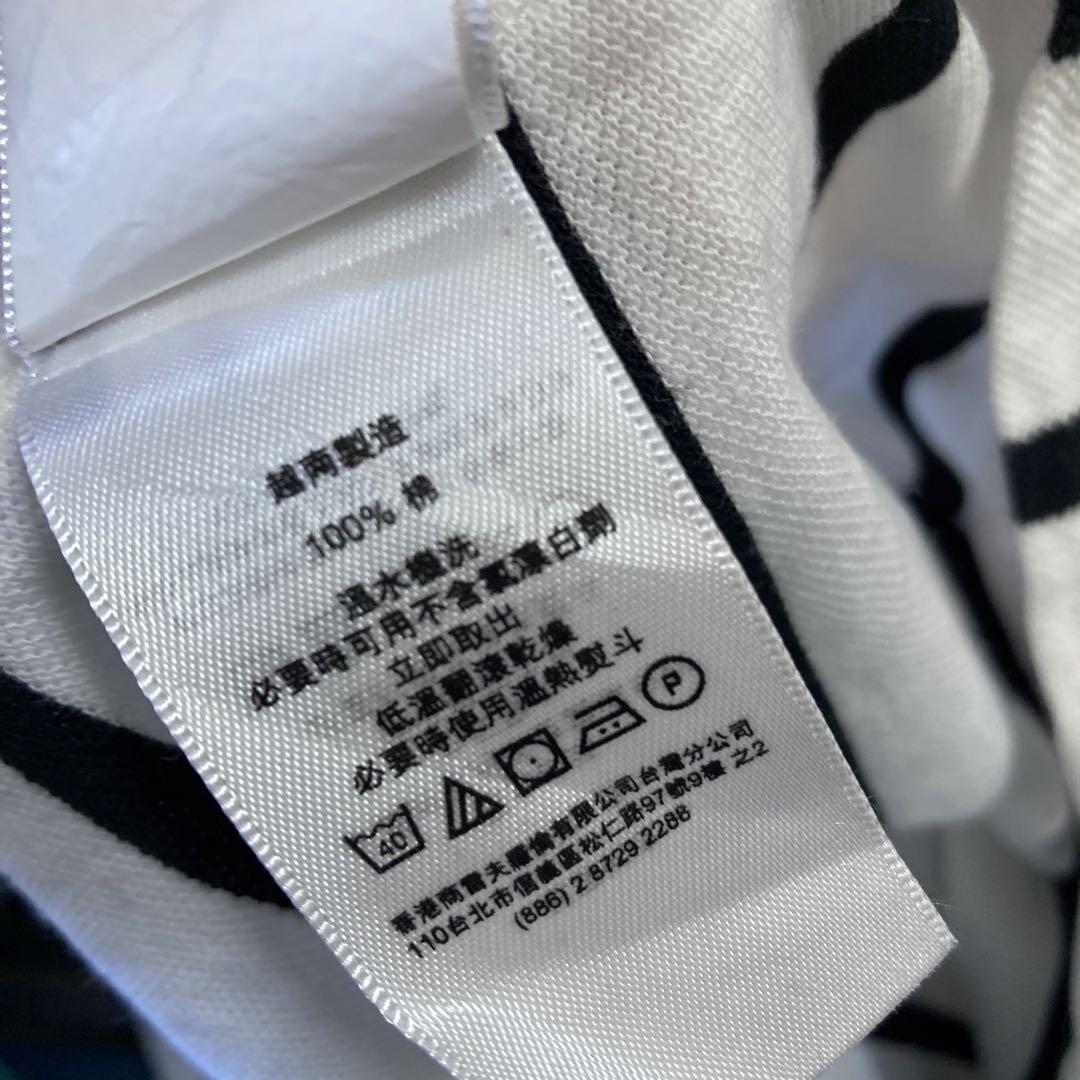 越南製造
100% 棉
溫水機洗
必要時可用不含氯漂白劑
立即取出
低溫翻滾乾燥
必要時使用溫熱熨斗
40 P
香港商雷夫羅倫有限公司台灣分公司
110台北市信義區松仁路97號9樓 之2
(886) 2 8729 2288